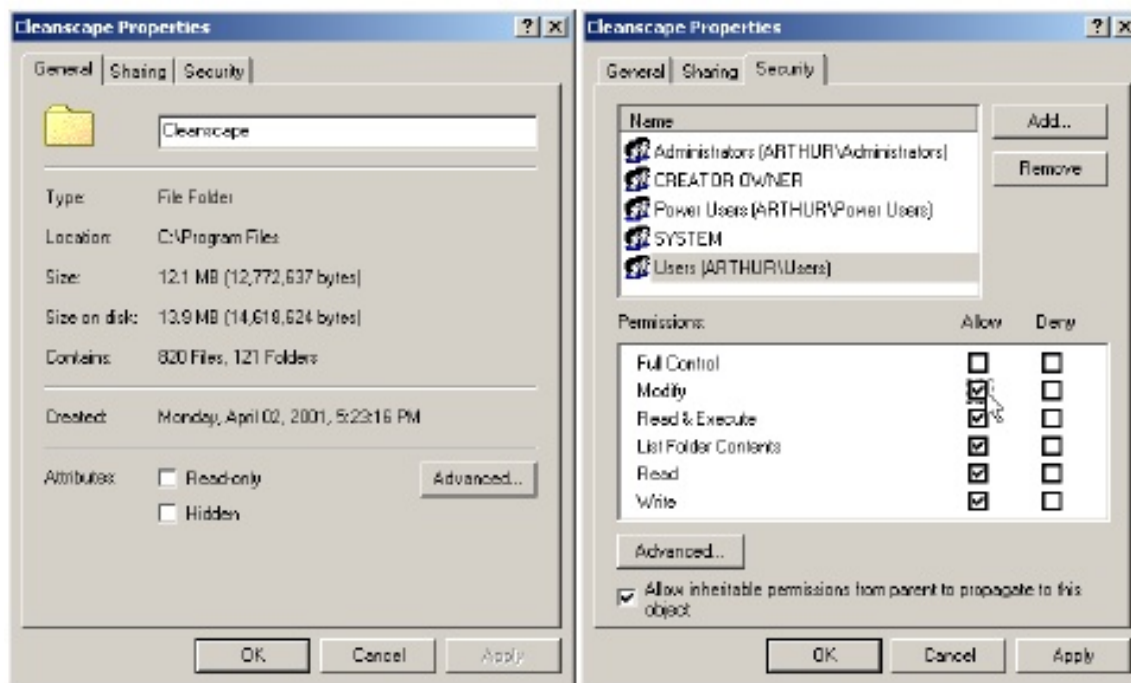 Cleanscape Properties
General Sharing Security
Cleanscape
Type: File Folder
Location: C:\Program Files
Size: 12.1 MB (12,772,637 bytes)
Size on disk: 13.9 MB (14,618,624 bytes)
Contains: 820 Files, 121 Folders
Created: Monday, April 02, 2001, 5:23:16 PM
Attributes: Read-only Advanced...
Hidden
OK Cancel Apply
Cleanscape Properties
General Sharing Security
Name
Add...
Administrators (ARTHUR\Administrators)
Remove
CREATOR OWNER
Power Users (ARTHUR\Power Users)
SYSTEM
Users (ARTHUR\Users)
Permissions: Allow Deny
Full Control
Modify
Read & Execute
List Folder Contents
Read
Write
Advanced...
Allow inheritable permissions from parent to propagate to this
object
OK Cancel Apply